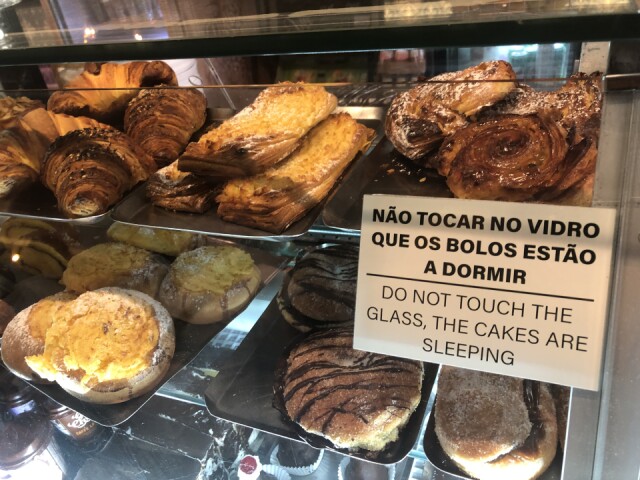 NÃO TOCAR NO VIDRO
QUE OS BOLOS ESTÃO
A DORMIR
DO NOT TOUCH THE
GLASS, THE CAKES ARE
SLEEPING